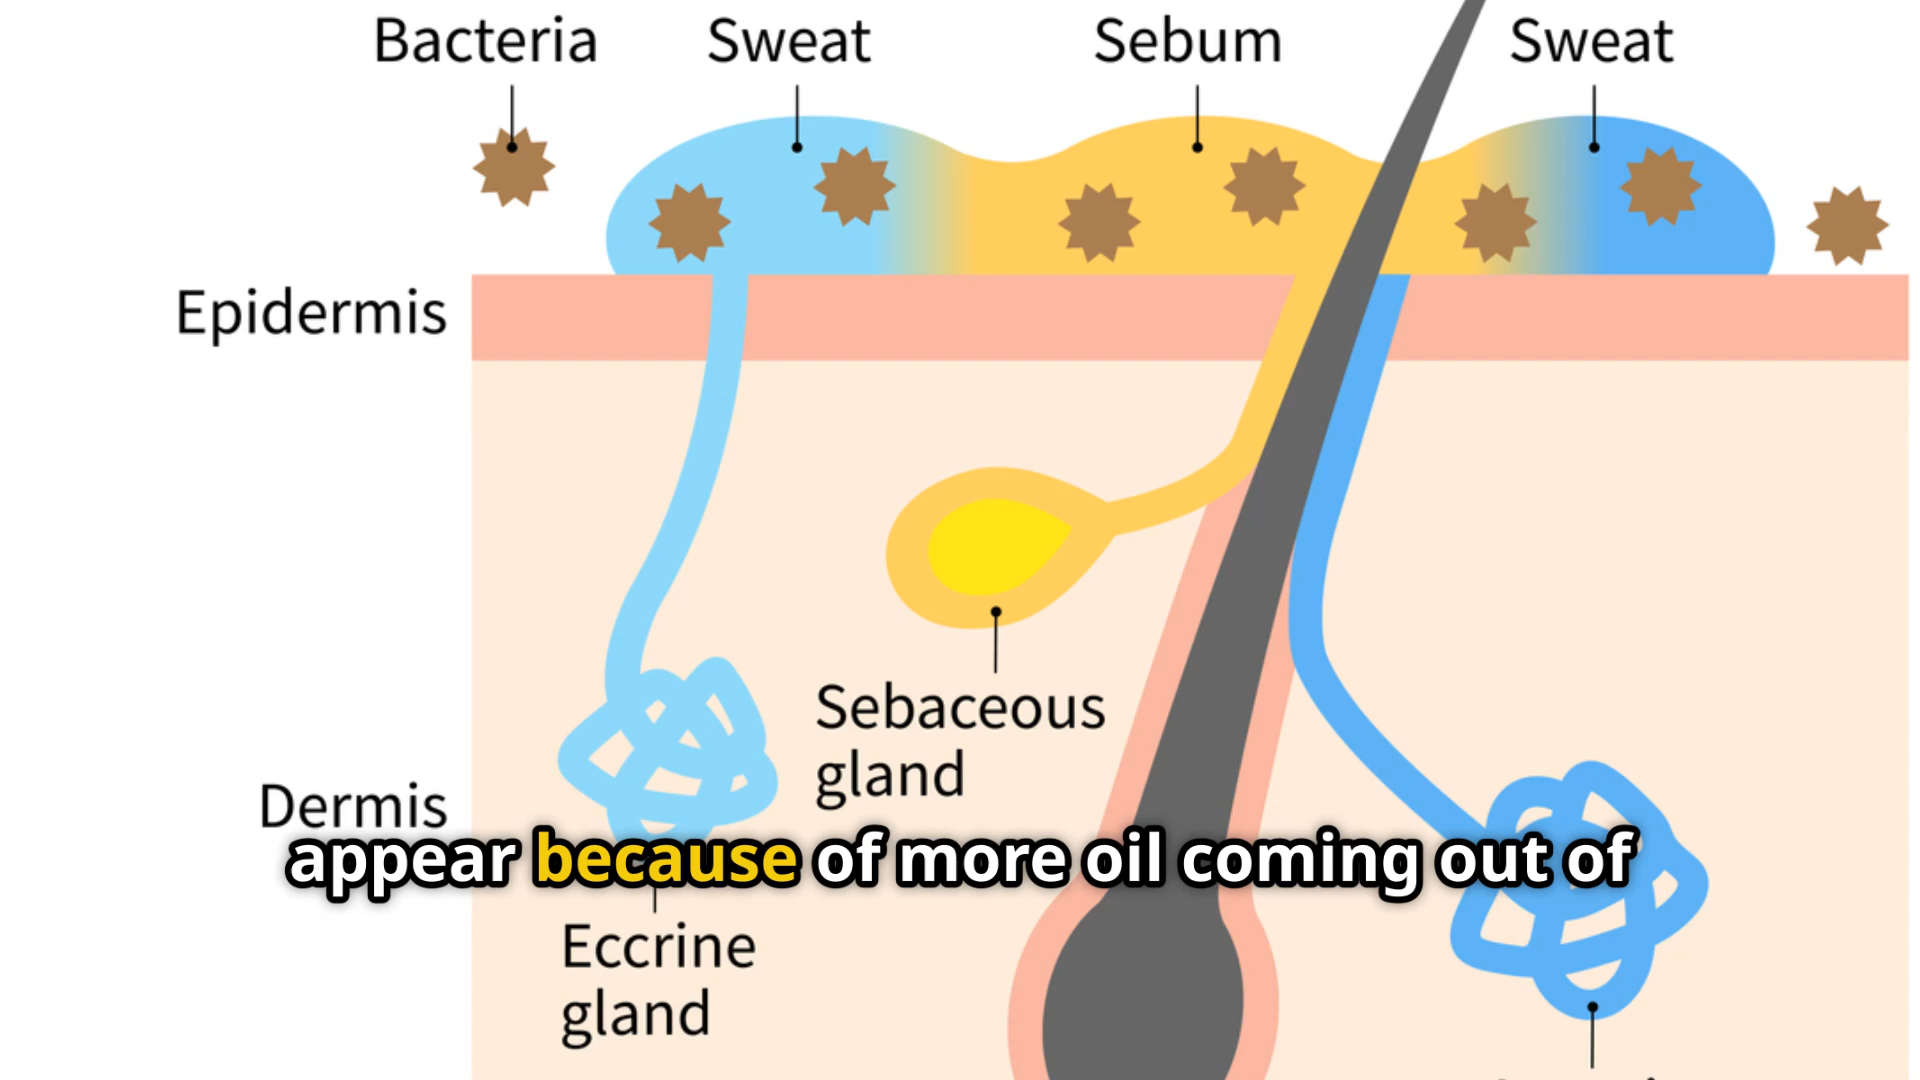 Bacteria
Sweat
Sebum
Sweat
Epidermis
Sebaceous
gland
Dermis
appear because of more oil coming out of
Eccrine
gland